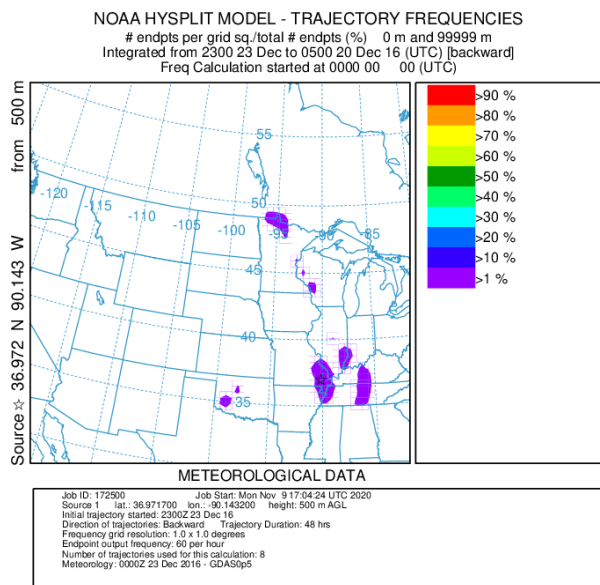 NOAA HYSPLIT MODEL - TRAJECTORY FREQUENCIES
# endpts per grid sq./total # endpts (%) 0 m and 99999 m
Integrated from 2300 23 Dec to 0500 20 Dec 16 (UTC) [backward]
Freq Calculation started at 0000 00 00 (UTC)
Source ☆ 36.972 N 90.143 W from 500 m
>90 %
>80 %
>70 %
>60 %
>50 %
>40 %
>30 %
>20 %
>10 %
>1 %
55
-120
-115
-110
-105
-100
-95
-90
-85
50
45
40
35
METEOROLOGICAL DATA
Job ID: 172500 Job Start: Mon Nov 9 17:04:24 UTC 2020
Source 1 lat.: 36.971700 lon.: -90.143200 height: 500 m AGL
Initial trajectory started: 2300Z 23 Dec 16
Direction of trajectories: Backward Trajectory Duration: 48 hrs
Frequency grid resolution: 1.0 x 1.0 degrees
Endpoint output frequency: 60 per hour
Number of trajectories used for this calculation: 8
Meteorology: 0000Z 23 Dec 2016 - GDAS0p5